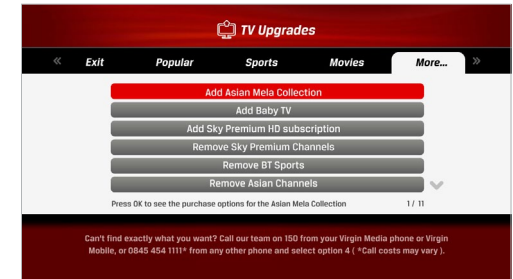 TV Upgrades
« Exit Popular Sports Movies More... »
Add Asian Mela Collection
Add Baby TV
Add Sky Premium HD subscription
Remove Sky Premium Channels
Remove BT Sports
Remove Asian Channels
Press OK to see the purchase options for the Asian Mela Collection 1 / 11
Can't find exactly what you want? Call our team on 150 from your Virgin Media phone or Virgin
Mobile, or 0845 454 1111* from any other phone and select option 4 ( *Call costs may vary ).